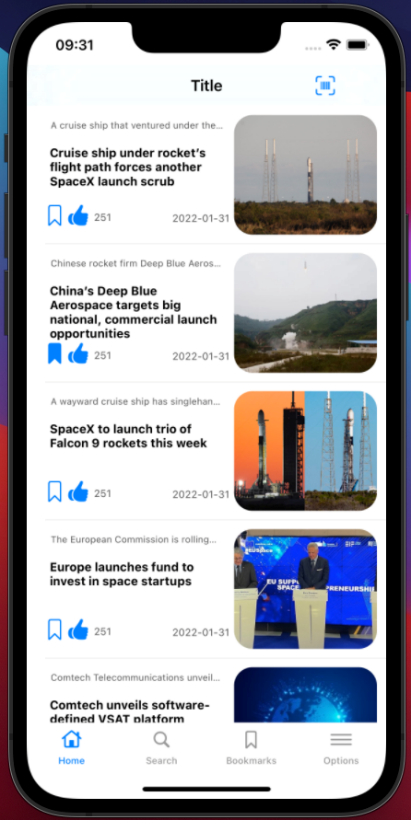 09:31
Title
A cruise ship that ventured under the...
Cruise ship under rocket's
flight path forces another
SpaceX launch scrub
251
2022-01-31
Chinese rocket firm Deep Blue Aeros...
China's Deep Blue
Aerospace targets big
national, commercial launch
opportunities
251
2022-01-31
A wayward cruise ship has singlehan...
SpaceX to launch trio of
Falcon 9 rockets this week
251
2022-01-31
The European Commission is rolling...
Europe launches fund to
invest in space startups
251
2022-01-31
EU SUPP
SPACE
PRENEURSHIP
Comtech Telecommunications unveil...
Comtech unveils software-
defined VSAT platform
Home
Search
Bookmarks
Options